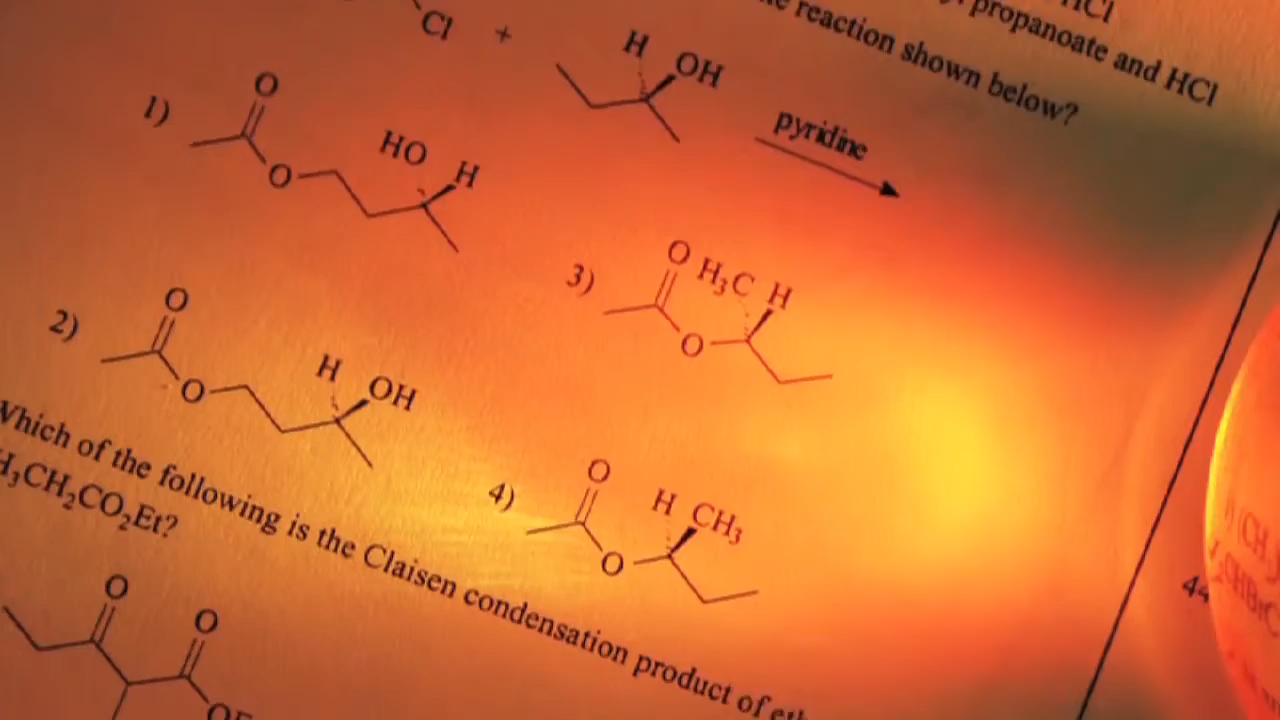 HCl
propanoate and HCl
reaction shown below?
Cl +
H OH
pyridine
1)
O
O
HO H
2)
O
O
H OH
3)
O H₃C H
O
4)
O
O
H CH₃
Which of the following is the Claisen condensation product of
CH₂CO₂Et?
O
O
44